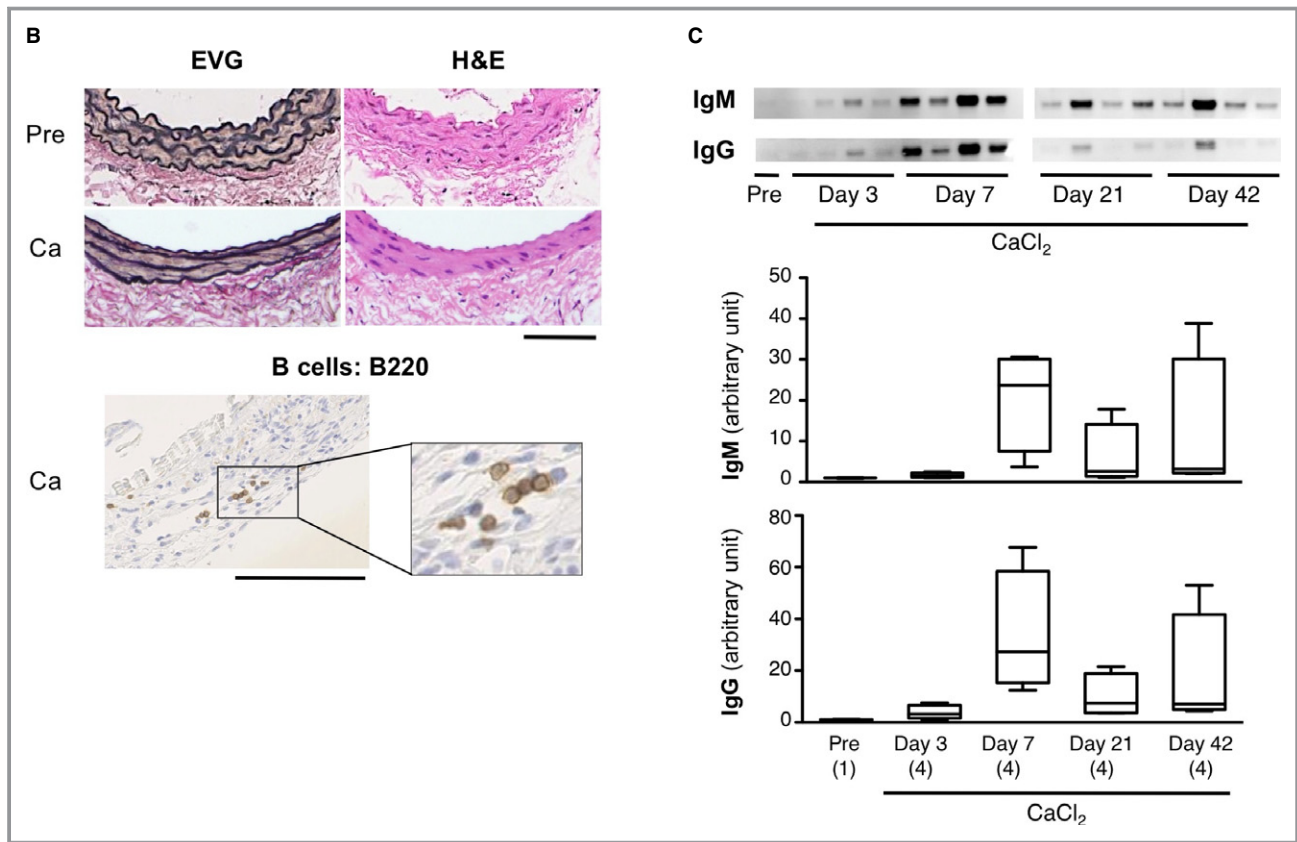 B
EVG H&E
Pre
Ca
B cells: B220
Ca
C
IgM
IgG
Pre Day 3 Day 7 Day 21 Day 42
CaCl₂
IgM (arbitrary unit)
50
40
30
20
10
0
IgG (arbitrary unit)
80
60
40
20
0
Pre Day 3 Day 7 Day 21 Day 42
(1) (4) (4) (4) (4)
CaCl₂